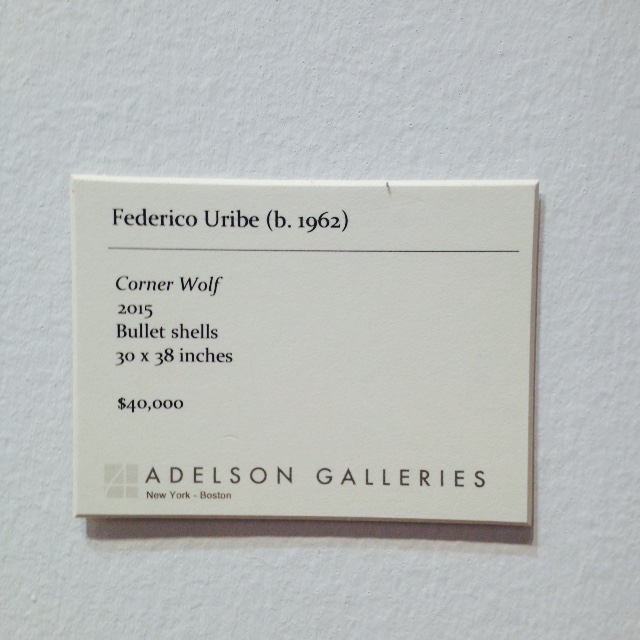 Federico Uribe (b. 1962)
Corner Wolf
2015
Bullet shells
30 x 38 inches
$40,000
ADELSON GALLERIES
New York - Boston